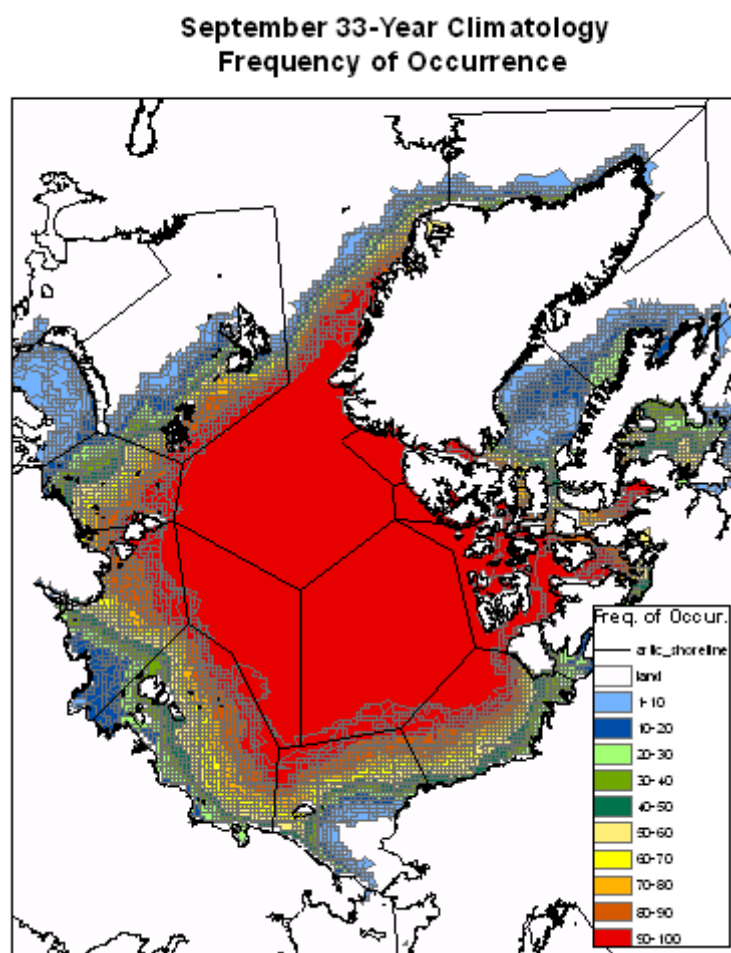 September 33-Year Climatology
Frequency of Occurrence
Freq. of Occur.
artic_shoreline
land
1-10
10-20
20-30
30-40
40-50
50-60
60-70
70-80
80-90
90-100